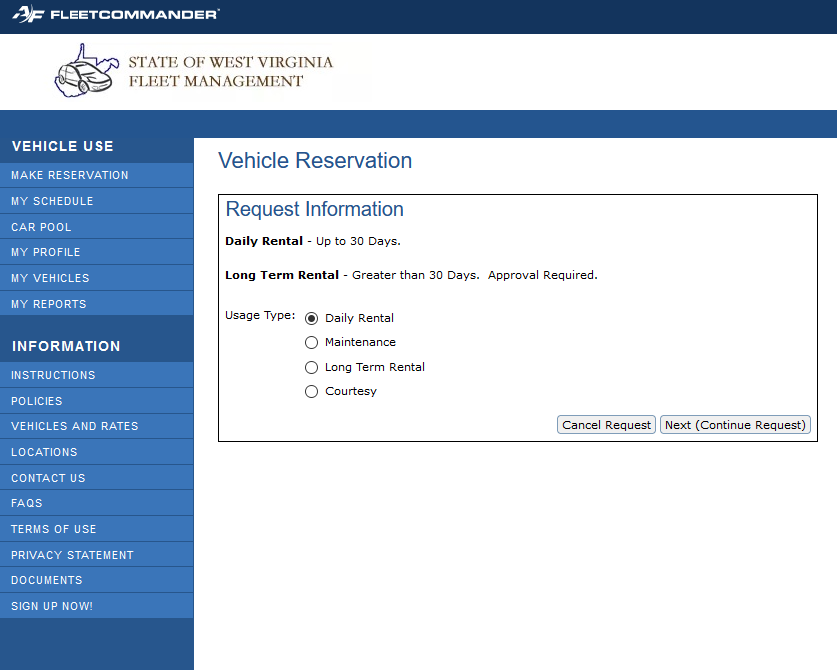 FLEETCOMMANDER
STATE OF WEST VIRGINIA
FLEET MANAGEMENT
VEHICLE USE
MAKE RESERVATION
MY SCHEDULE
CAR POOL
MY PROFILE
MY VEHICLES
MY REPORTS
INFORMATION
INSTRUCTIONS
POLICIES
VEHICLES AND RATES
LOCATIONS
CONTACT US
FAQS
TERMS OF USE
PRIVACY STATEMENT
DOCUMENTS
SIGN UP NOW!
Vehicle Reservation
Request Information
Daily Rental - Up to 30 Days.
Long Term Rental - Greater than 30 Days. Approval Required.
Usage Type: Daily Rental
Maintenance
Long Term Rental
Courtesy
Cancel Request Next (Continue Request)